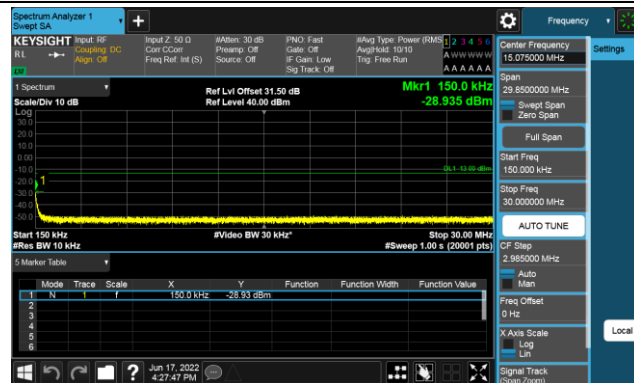 Spectrum Analyzer 1
Swept SA
Frequency
KEYSIGHT
RL
Input: RF
Coupling: DC
Align: Off
Input Z: 50 Ω
Corr CCorr
Freq Ref: Int (S)
#Atten: 30 dB
Preamp: Off
Source: Off
PNO: Fast
Gate: Off
IF Gain: Low
Sig Track: Off
#Avg Type: Power (RMS
Avg|Hold: 10/10
Trig: Free Run
1 2 3 4 5 6
A W W W W W
A A A A A A
1 Spectrum
Scale/Div 10 dB
Ref Lvl Offset 31.50 dB
Ref Level 40.00 dBm
Mkr1 150.0 kHz
-28.935 dBm
Log
30.0
20.0
10.0
0.00
-10.0
DL1 -13.00 dBm
-20.0
1
-30.0
-40.0
-50.0
Start 150 kHz
#Video BW 30 kHz*
Stop 30.00 MHz
#Res BW 10 kHz
#Sweep 1.00 s (20001 pts)
5 Marker Table
Mode Trace Scale X Y Function Function Width Function Value
1 N 1 f 150.0 kHz -28.93 dBm
2
3
4
5
6
?
Jun 17, 2022
4:27:47 PM
Center Frequency
15.075000 MHz
Settings
Span
29.8500000 MHz
Swept Span
Zero Span
Full Span
Start Freq
150.000 kHz
Stop Freq
30.000000 MHz
AUTO TUNE
CF Step
2.985000 MHz
Auto
Man
Freq Offset
0 Hz
X Axis Scale
Log
Lin
Local
Signal Track
(Span Zoom)